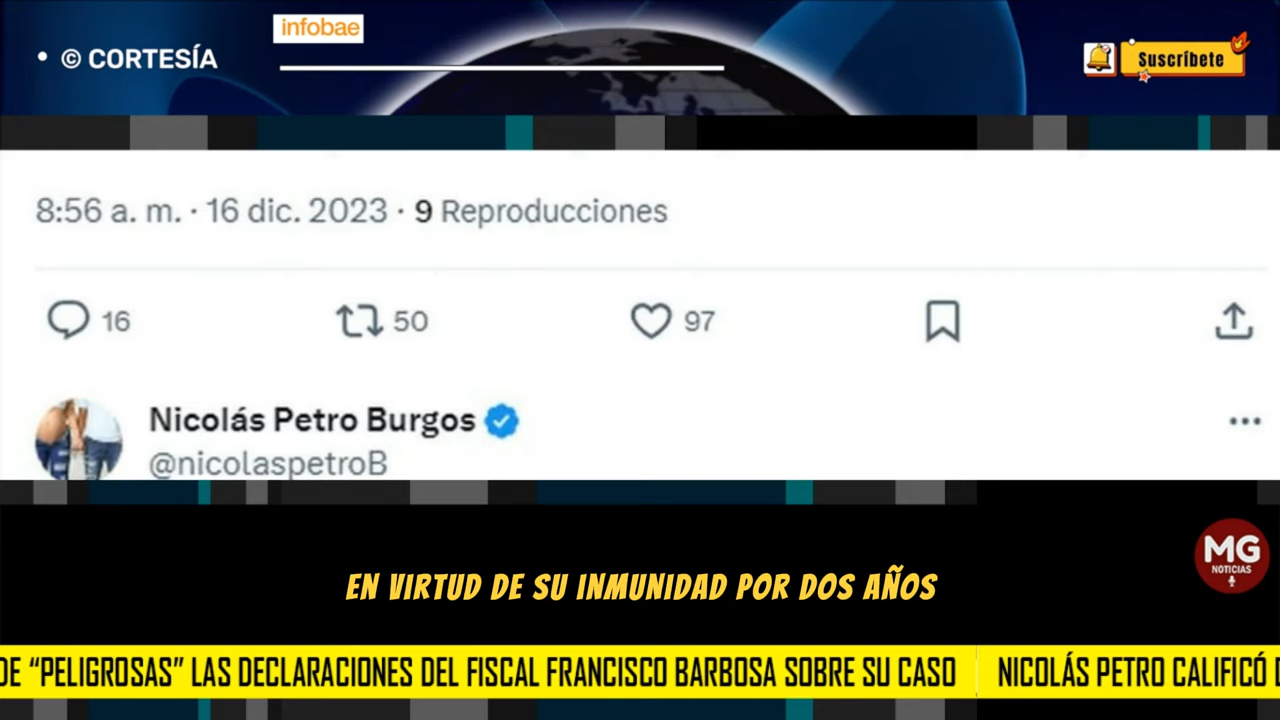 infobae
• © CORTESÍA
Suscríbete
8:56 a. m. · 16 dic. 2023 · 9 Reproducciones
16 50 97
Nicolás Petro Burgos
@nicolaspetroB
MG
NOTICIAS
EN VIRTUD DE SU INMUNIDAD POR DOS AÑOS
DE “PELIGROSAS” LAS DECLARACIONES DEL FISCAL FRANCISCO BARBOSA SOBRE SU CASO NICOLÁS PETRO CALIFICÓ